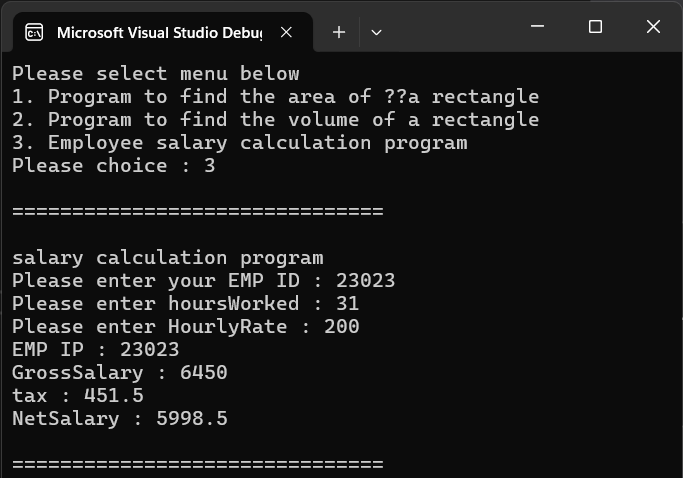 Microsoft Visual Studio Debug
Please select menu below
1. Program to find the area of ??a rectangle
2. Program to find the volume of a rectangle
3. Employee salary calculation program
Please choice : 3
===============================
salary calculation program
Please enter your EMP ID : 23023
Please enter hoursWorked : 31
Please enter HourlyRate : 200
EMP IP : 23023
GrossSalary : 6450
tax : 451.5
NetSalary : 5998.5
===============================